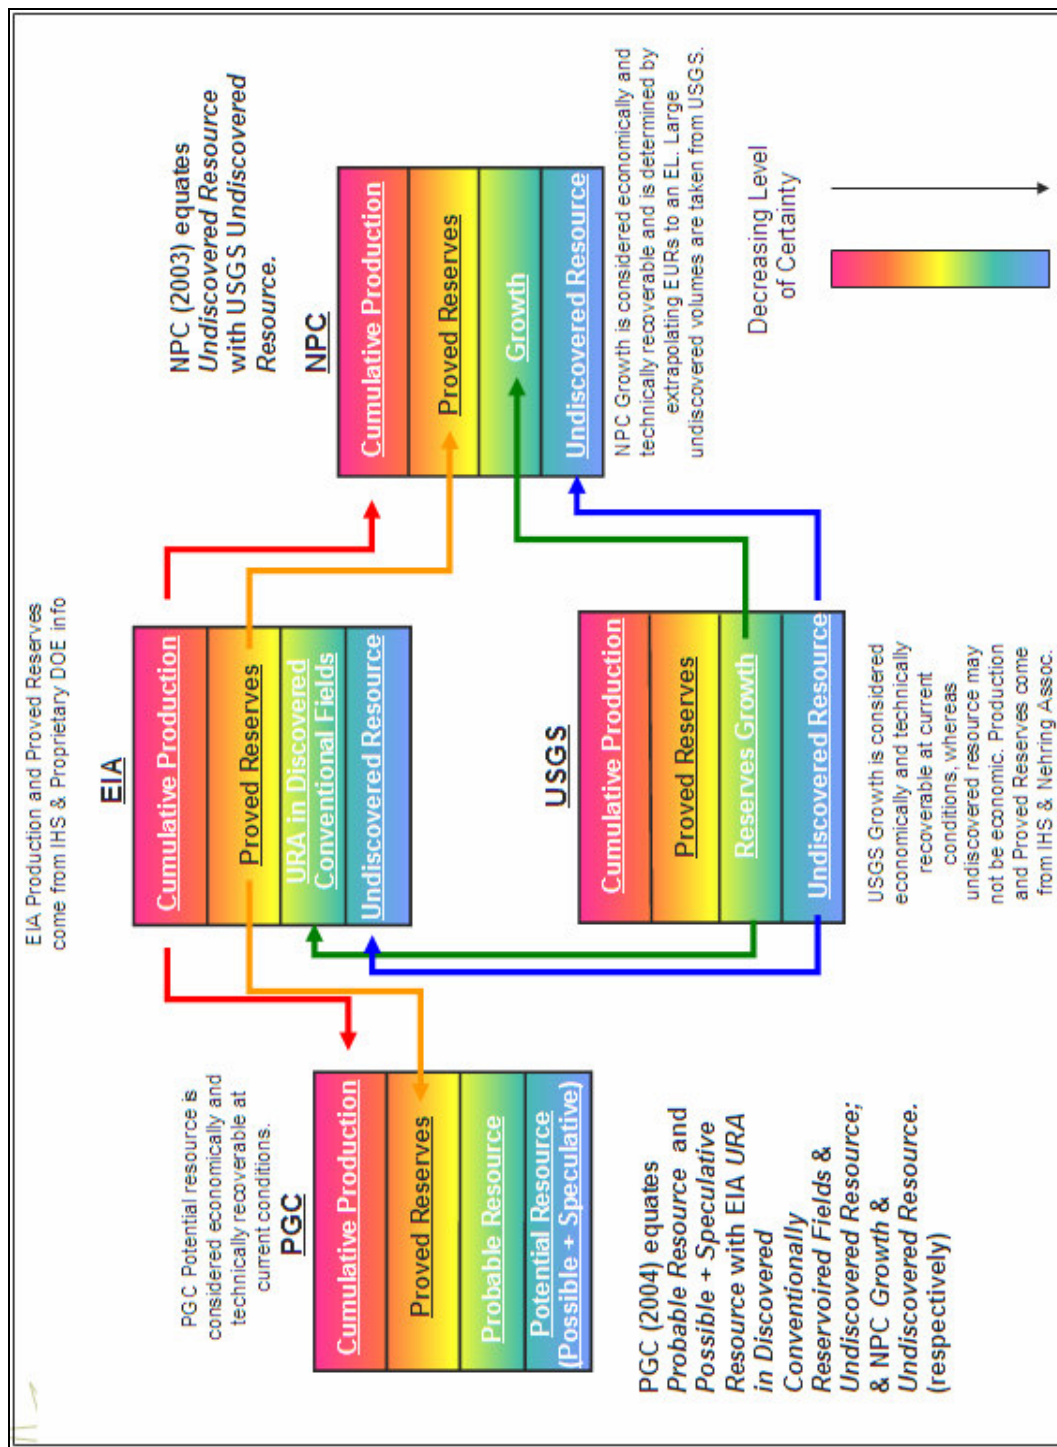 EIA Production and Proved Reserves
come from IHS & Proprietary DOE info
EIA
Cumulative Production
Proved Reserves
URA in Discovered
Conventional Fields
Undiscovered Resource
PGC Potential resource is
considered economically and
technically recoverable at
current conditions.
PGC
Cumulative Production
Proved Reserves
Probable Resource
Potential Resource
(Possible + Speculative)
PGC (2004) equates
Probable Resource and
Possible + Speculative
Resource with EIA URA
in Discovered
Conventionally
Reservoired Fields &
Undiscovered Resource;
& NPC Growth &
Undiscovered Resource.
(respectively)
NPC (2003) equates
Undiscovered Resource
with USGS Undiscovered
Resource.
NPC
Cumulative Production
Proved Reserves
Growth
Undiscovered Resource
NPC Growth is considered economically and
technically recoverable and is determined by
extrapolating EURs to an EL. Large
undiscovered volumes are taken from USGS.
USGS
Cumulative Production
Proved Reserves
Reserves Growth
Undiscovered Resource
USGS Growth is considered
economically and technically
recoverable at current
conditions, whereas
undiscovered resource may
not be economic. Production
and Proved Reserves come
from IHS & Nehring Assoc.
Decreasing Level
of Certainty